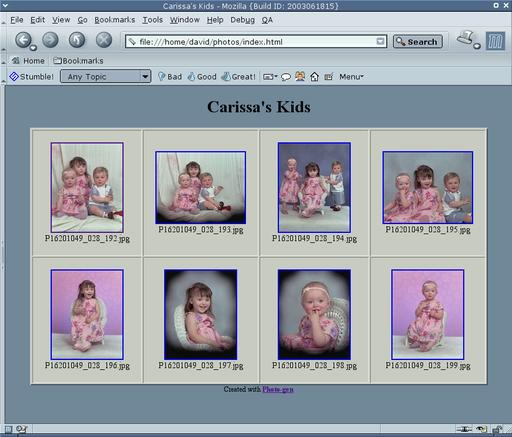 Carissa's Kids - Mozilla {Build ID: 2003061815}
File Edit View Go Bookmarks Tools Window Help Debug QA
file:///home/david/photos/index.html Search
Home Bookmarks
Stumble! Any Topic Bad Good Great! Menu
Carissa's Kids
P16201049_028_192.jpg P16201049_028_193.jpg P16201049_028_194.jpg P16201049_028_195.jpg
P16201049_028_196.jpg P16201049_028_197.jpg P16201049_028_198.jpg P16201049_028_199.jpg
Created with Photo-gen